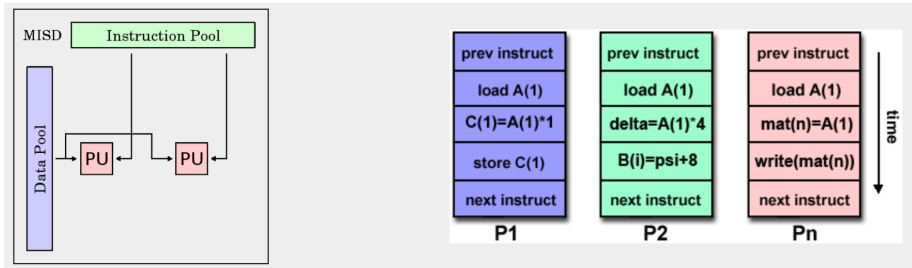 MISD
Instruction Pool
Data Pool
PU
PU
prev instruct
load A(1)
C(1)=A(1)*1
store C(1)
next instruct
P1
prev instruct
load A(1)
delta=A(1)*4
B(i)=psi+8
next instruct
P2
prev instruct
load A(1)
mat(n)=A(1)
write(mat(n))
next instruct
Pn
time